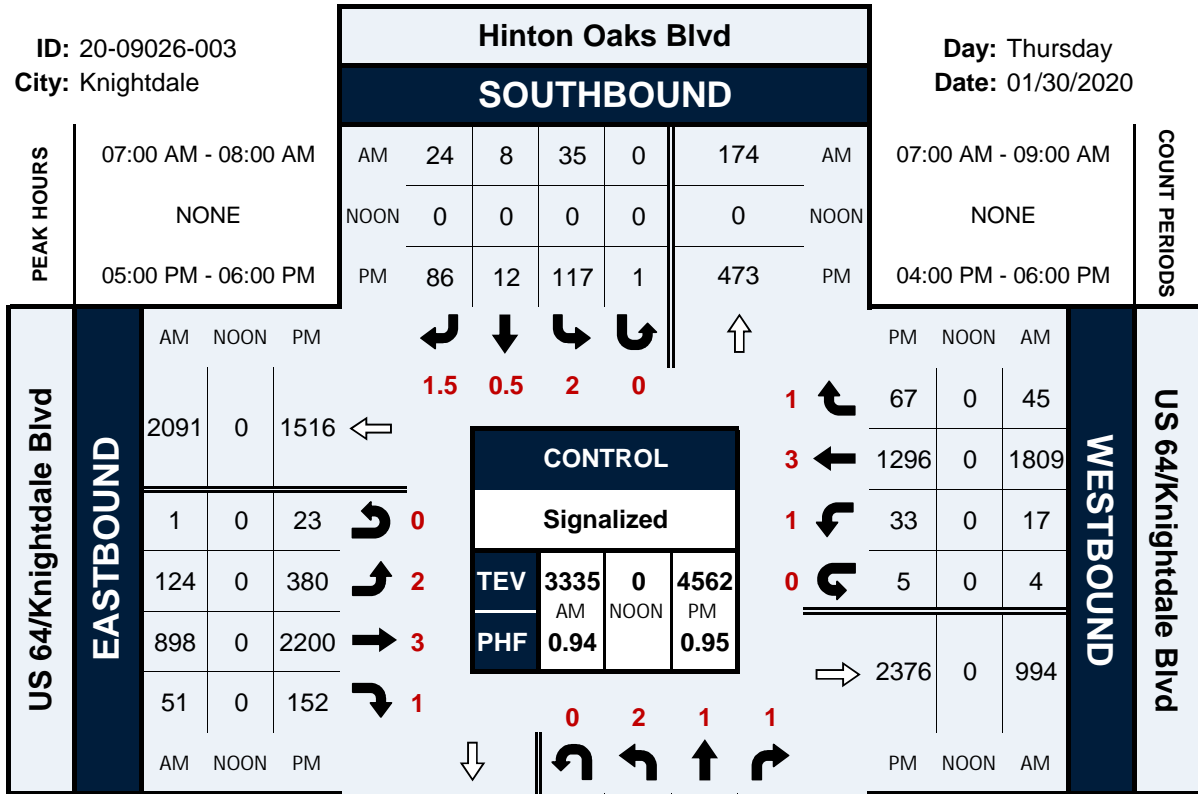 ID: 20-09026-003
City: Knightdale
Hinton Oaks Blvd
SOUTHBOUND
Day: Thursday
Date: 01/30/2020
PEAK HOURS
07:00 AM - 08:00 AM
NONE
05:00 PM - 06:00 PM
AM 24 8 35 0 174 AM
NOON 0 0 0 0 0 NOON
PM 86 12 117 1 473 PM
07:00 AM - 09:00 AM
NONE
04:00 PM - 06:00 PM
COUNT PERIODS
1.5 0.5 2 0
US 64/Knightdale Blvd
EASTBOUND
AM NOON PM
2091 0 1516
1 0 23 0
124 0 380 2
898 0 2200 3
51 0 152 1
AM NOON PM
CONTROL
Signalized
TEV 3335 0 4562
AM NOON PM
PHF 0.94 0.95
PM NOON AM
1 67 0 45
3 1296 0 1809
1 33 0 17
0 5 0 4
2376 0 994
PM NOON AM
WESTBOUND
US 64/Knightdale Blvd
0 2 1 1